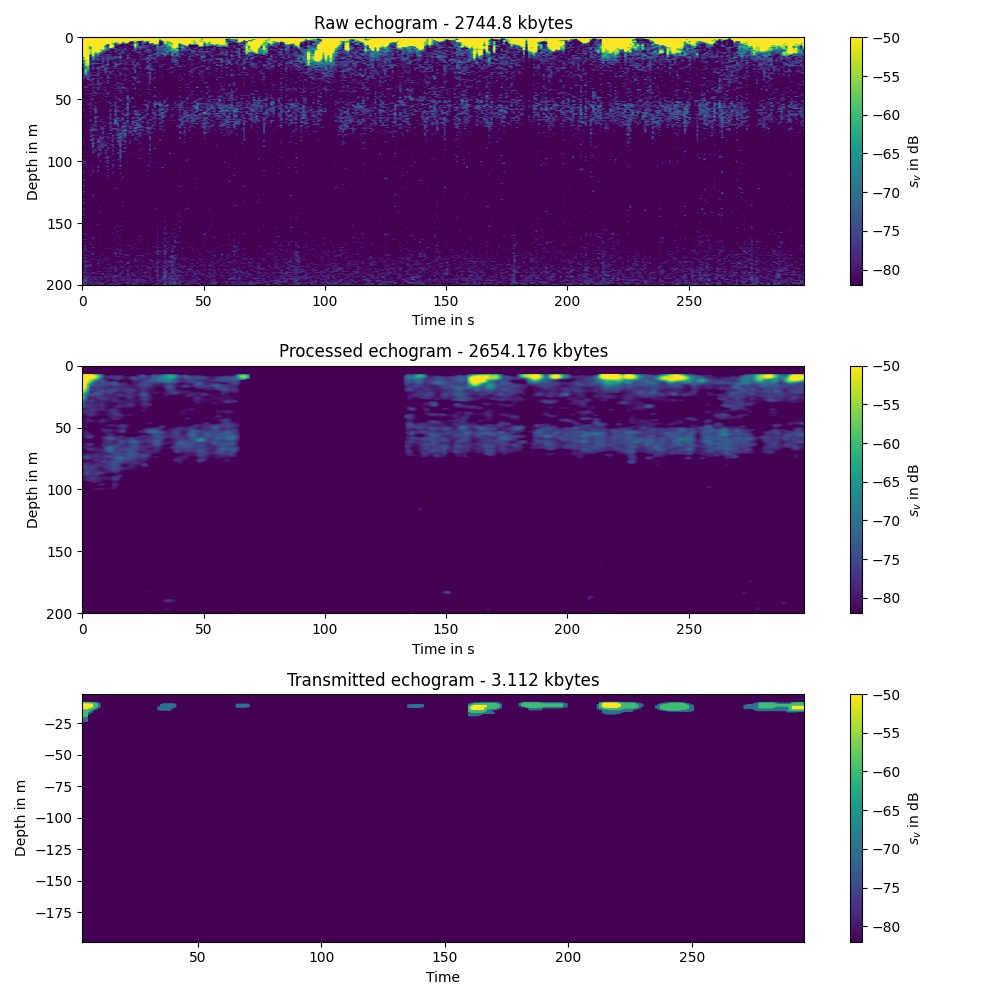 Raw echogram - 2744.8 kbytes
0
50
100
150
200
Depth in m
0 50 100 150 200 250
Time in s
−50
−55
−60
−65
−70
−75
−80
sv in dB
Processed echogram - 2654.176 kbytes
0
50
100
150
200
Depth in m
0 50 100 150 200 250
Time in s
−50
−55
−60
−65
−70
−75
−80
sv in dB
Transmitted echogram - 3.112 kbytes
−25
−50
−75
−100
−125
−150
−175
Depth in m
50 100 150 200 250
Time
−50
−55
−60
−65
−70
−75
−80
sv in dB